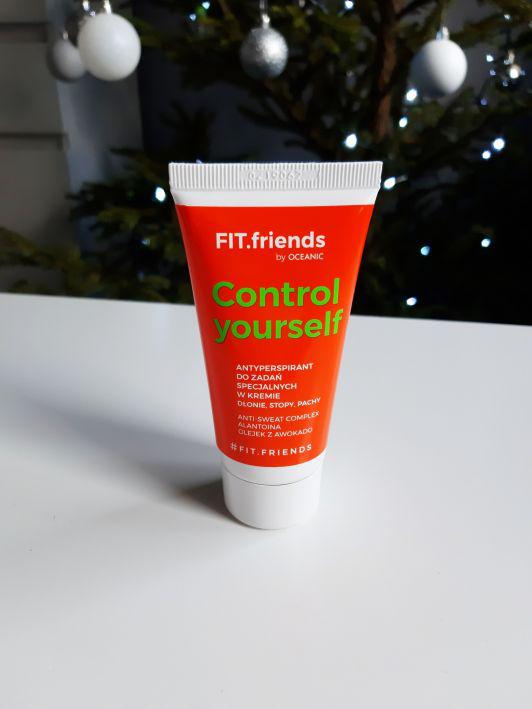 FIT.friends
by OCEANIC
Control
yourself
ANTYPERSPIRANT
DO ZADAŃ
SPECJALNYCH
W KREMIE
DŁONIE, STOPY, PACHY
ANTI-SWEAT COMPLEX
ALANTOINA
OLEJEK Z AWOKADO
#FIT.FRIENDS